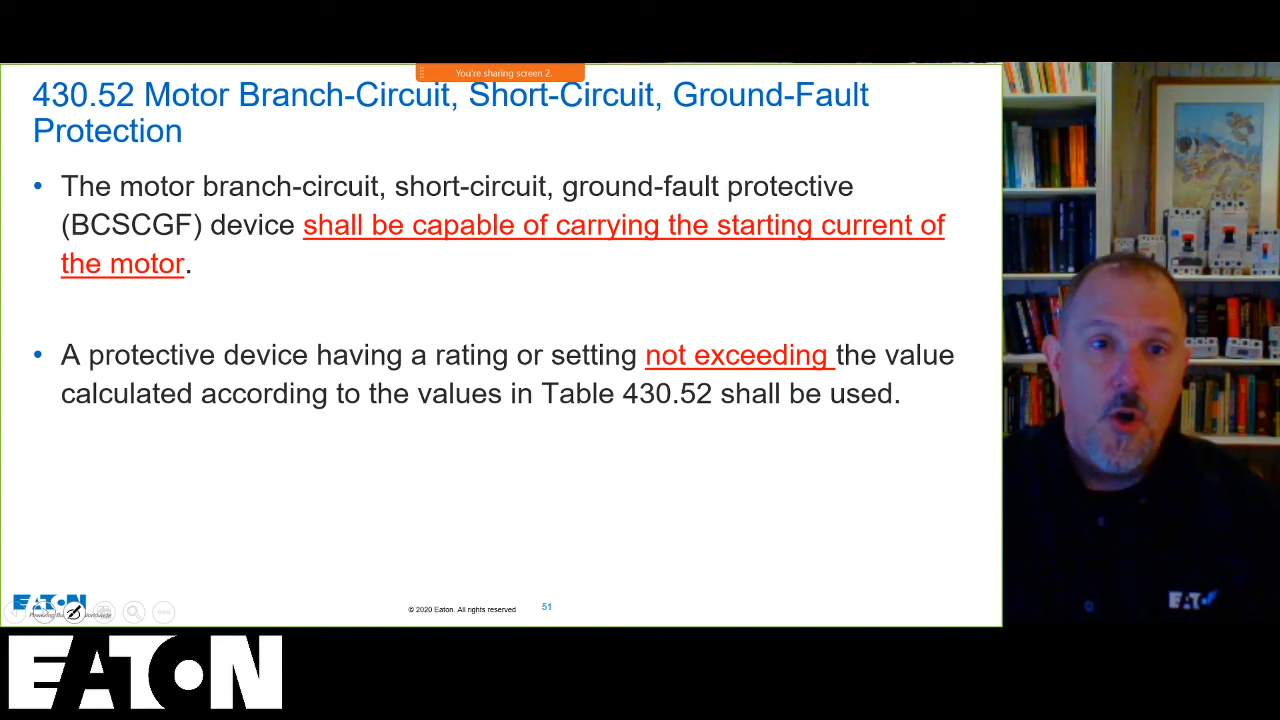 You're sharing screen 2.
430.52 Motor Branch-Circuit, Short-Circuit, Ground-Fault
Protection
• The motor branch-circuit, short-circuit, ground-fault protective
(BCSCGF) device shall be capable of carrying the starting current of
the motor.
• A protective device having a rating or setting not exceeding the value
calculated according to the values in Table 430.52 shall be used.
EATON
© 2020 Eaton. All rights reserved
51
EATON